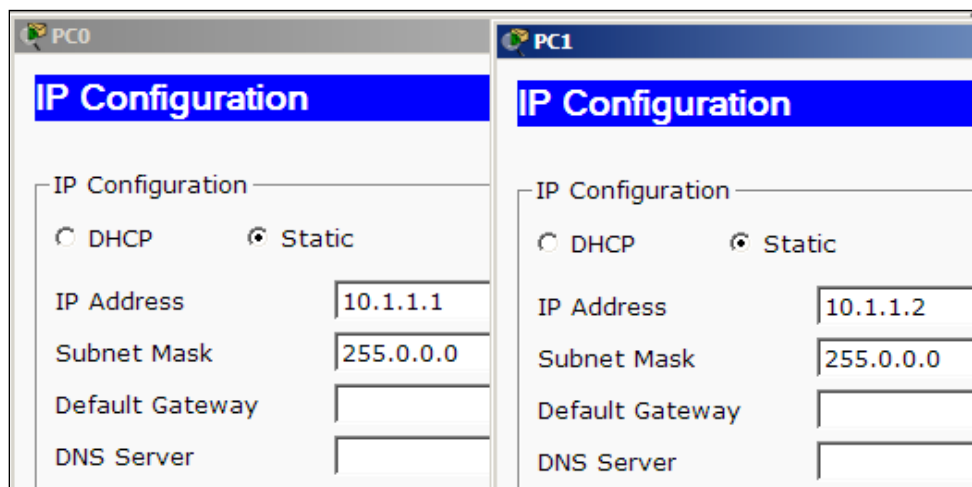 PC0
IP Configuration
IP Configuration
DHCP Static
IP Address 10.1.1.1
Subnet Mask 255.0.0.0
Default Gateway
DNS Server
PC1
IP Configuration
IP Configuration
DHCP Static
IP Address 10.1.1.2
Subnet Mask 255.0.0.0
Default Gateway
DNS Server